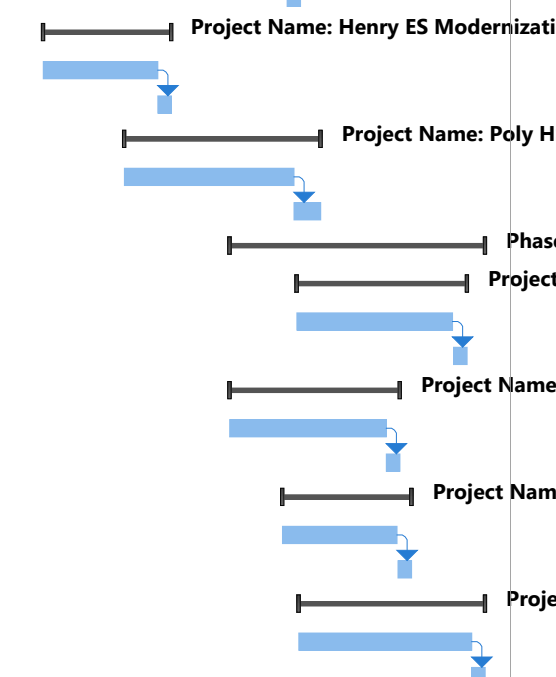 Project Name: Henry ES Modernizati
Project Name: Poly H
Phase
Project
Project Name
Project Nam
Proje